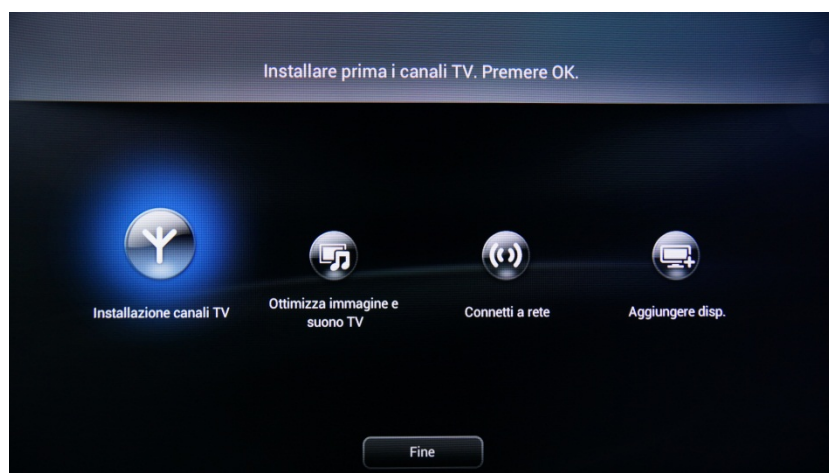 Installare prima i canali TV. Premere OK.
Installazione canali TV
Ottimizza immagine e
suono TV
Connetti a rete
Aggiungere disp.
Fine